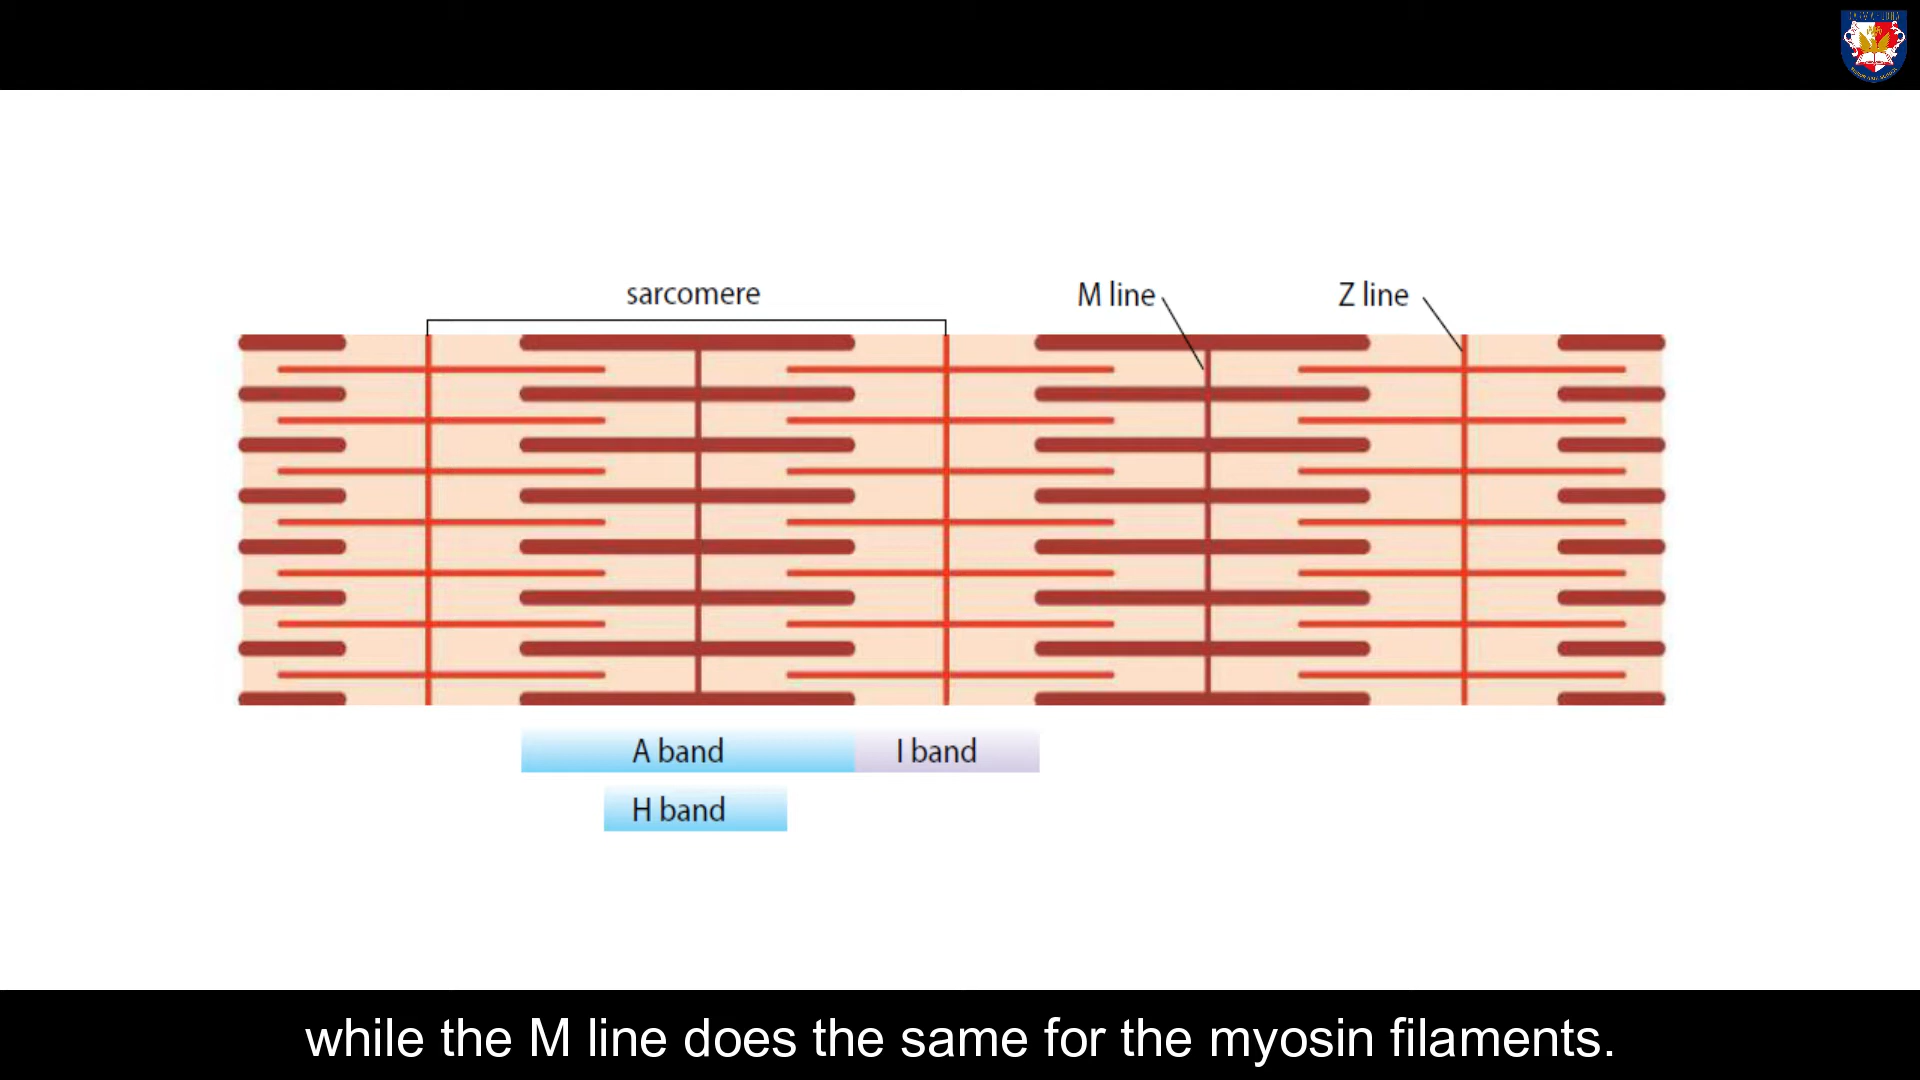 sarcomere
M line
Z line
A band
I band
H band
while the M line does the same for the myosin filaments.